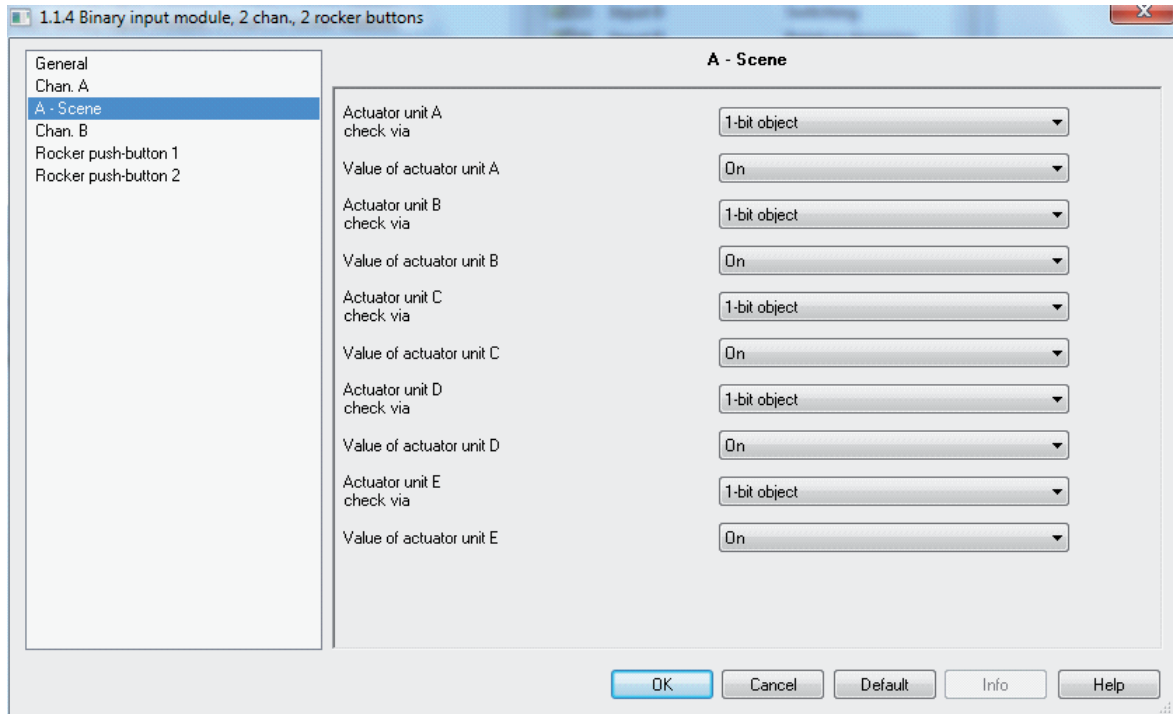 1.1.4 Binary input module, 2 chan., 2 rocker buttons
General
Chan. A
A - Scene
Chan. B
Rocker push-button 1
Rocker push-button 2
A - Scene
Actuator unit A
check via
1-bit object
Value of actuator unit A
On
Actuator unit B
check via
1-bit object
Value of actuator unit B
On
Actuator unit C
check via
1-bit object
Value of actuator unit C
On
Actuator unit D
check via
1-bit object
Value of actuator unit D
On
Actuator unit E
check via
1-bit object
Value of actuator unit E
On
OK
Cancel
Default
Info
Help